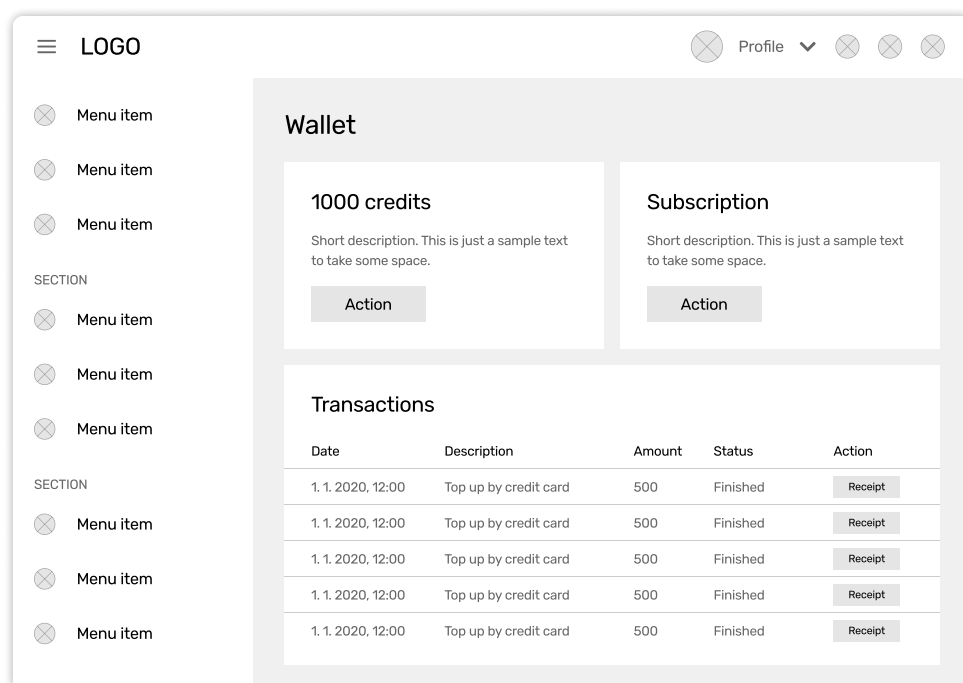 LOGO
Profile
Menu item
Menu item
Menu item
SECTION
Menu item
Menu item
Menu item
SECTION
Menu item
Menu item
Menu item
Wallet
1000 credits
Short description. This is just a sample text
to take some space.
Action
Subscription
Short description. This is just a sample text
to take some space.
Action
Transactions
Date Description Amount Status Action
1. 1. 2020, 12:00 Top up by credit card 500 Finished Receipt
1. 1. 2020, 12:00 Top up by credit card 500 Finished Receipt
1. 1. 2020, 12:00 Top up by credit card 500 Finished Receipt
1. 1. 2020, 12:00 Top up by credit card 500 Finished Receipt
1. 1. 2020, 12:00 Top up by credit card 500 Finished Receipt